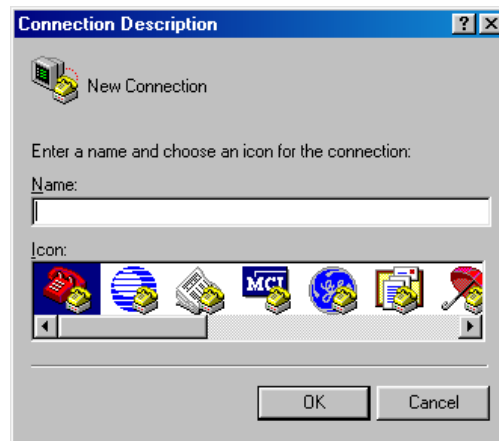 Connection Description
New Connection
Enter a name and choose an icon for the connection:
Name:
Icon:
MCI
OK Cancel